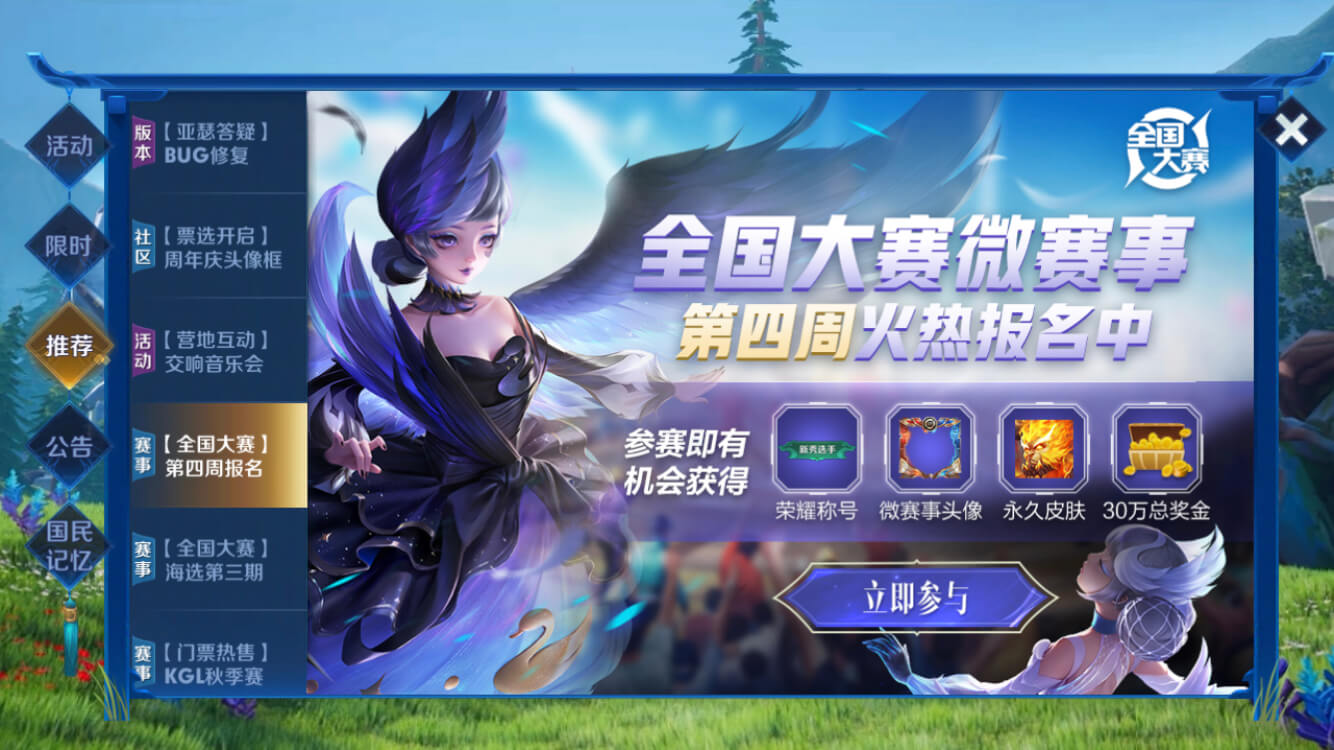 活动
限时
推荐
公告
国民
记忆
版本
【亚瑟答疑】
BUG修复
社区
【票选开启】
周年庆头像框
活动
【营地互动】
交响音乐会
赛事
【全国大赛】
第四周报名
赛事
【全国大赛】
海选第三期
赛事
【门票热售】
KGL秋季赛
全国
大赛
全国大赛微赛事
第四周火热报名中
参赛即有
机会获得
新秀选手
荣耀称号
微赛事头像
永久皮肤
30万总奖金
立即参与